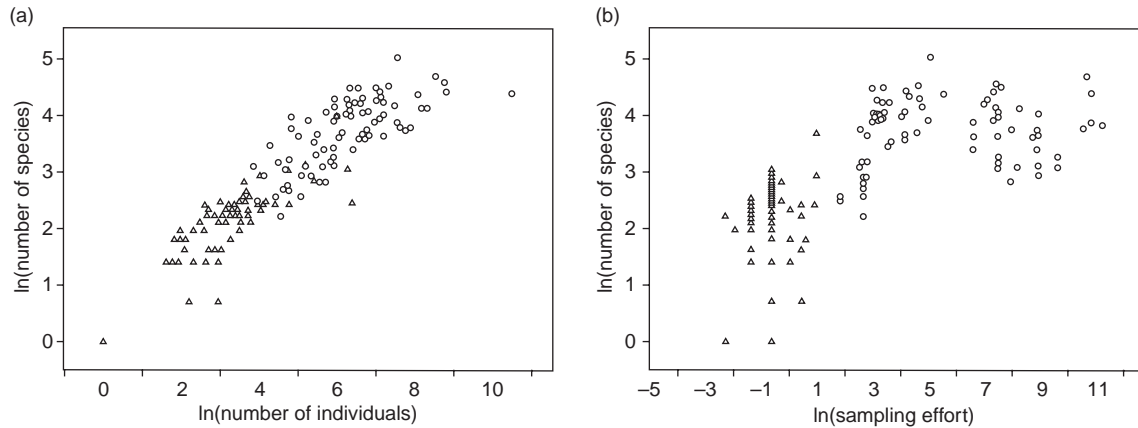 (a)
ln(number of species)
5
4
3
2
1
0
0 2 4 6 8 10
ln(number of individuals)
(b)
ln(number of species)
5
4
3
2
1
0
–5 –3 –1 1 3 5 7 9 11
ln(sampling effort)